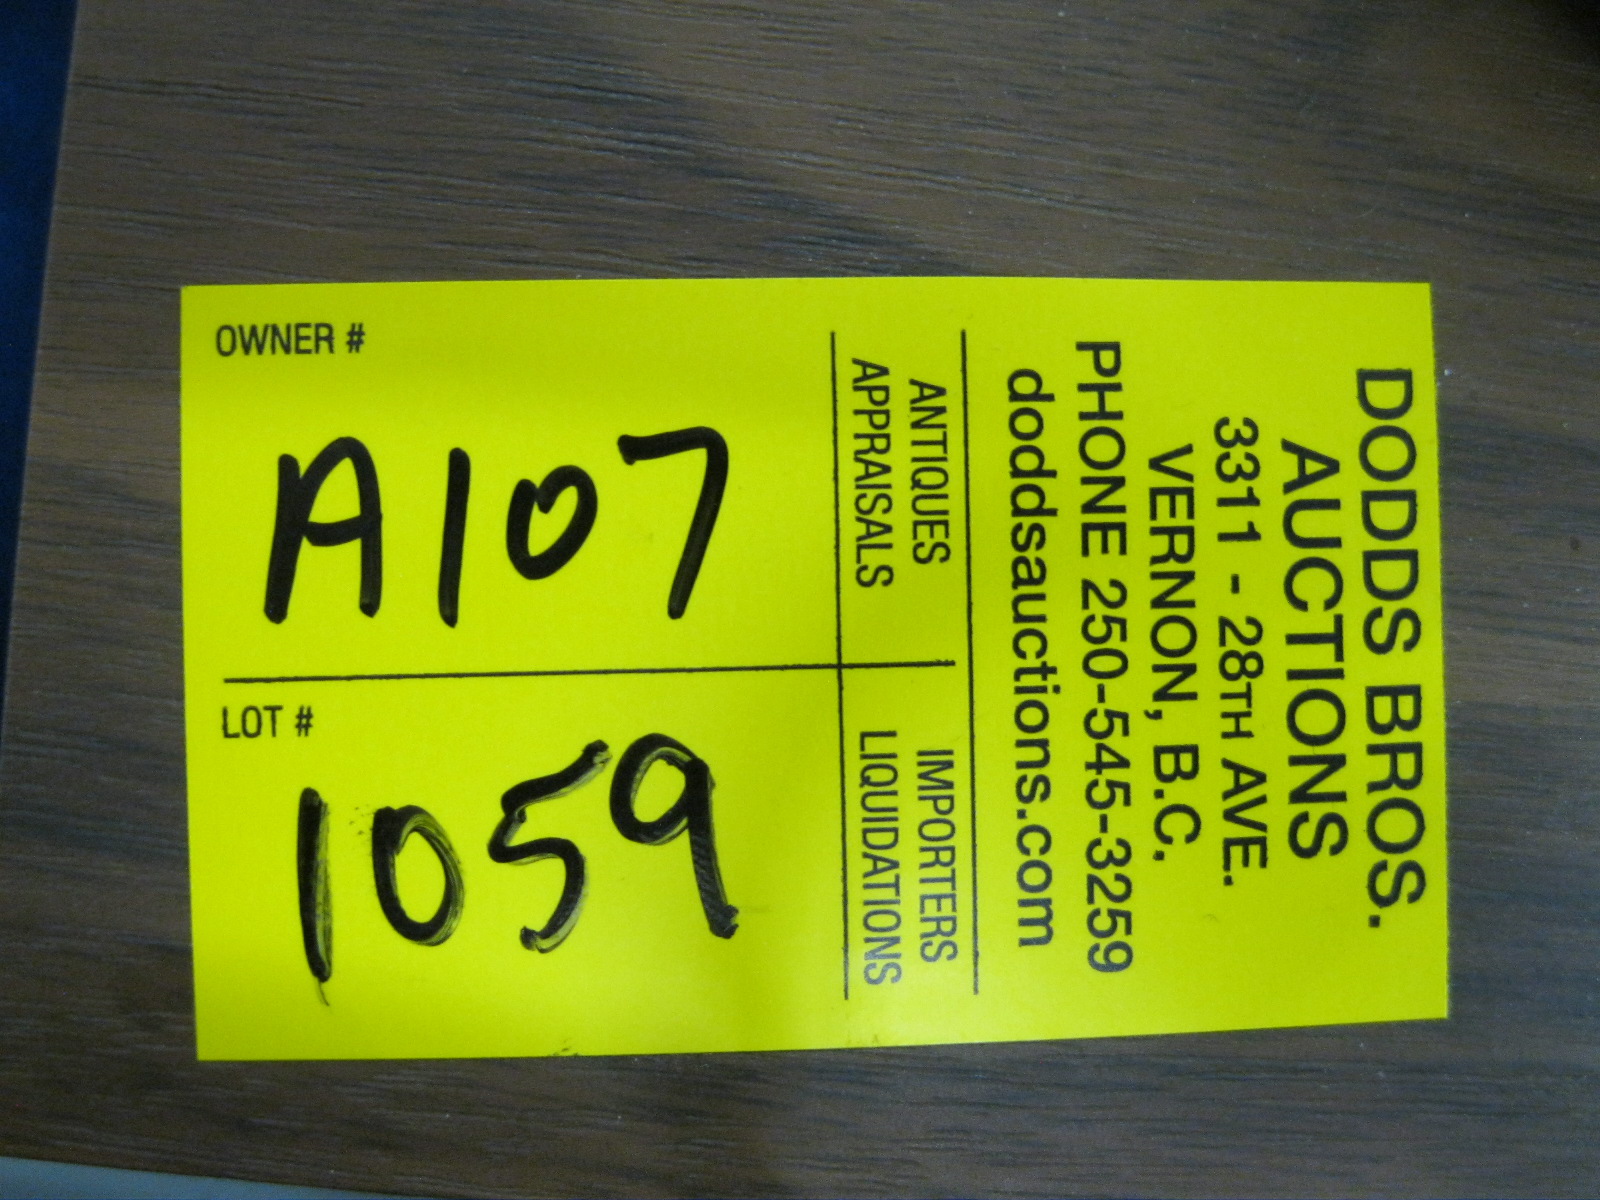 DODDS BROS.
AUCTIONS
3311 - 28TH AVE.
VERNON, B.C.
PHONE 250-545-3259
doddsauctions.com
ANTIQUES
APPRAISALS
IMPORTERS
LIQUIDATIONS
OWNER #
A107
LOT #
1059